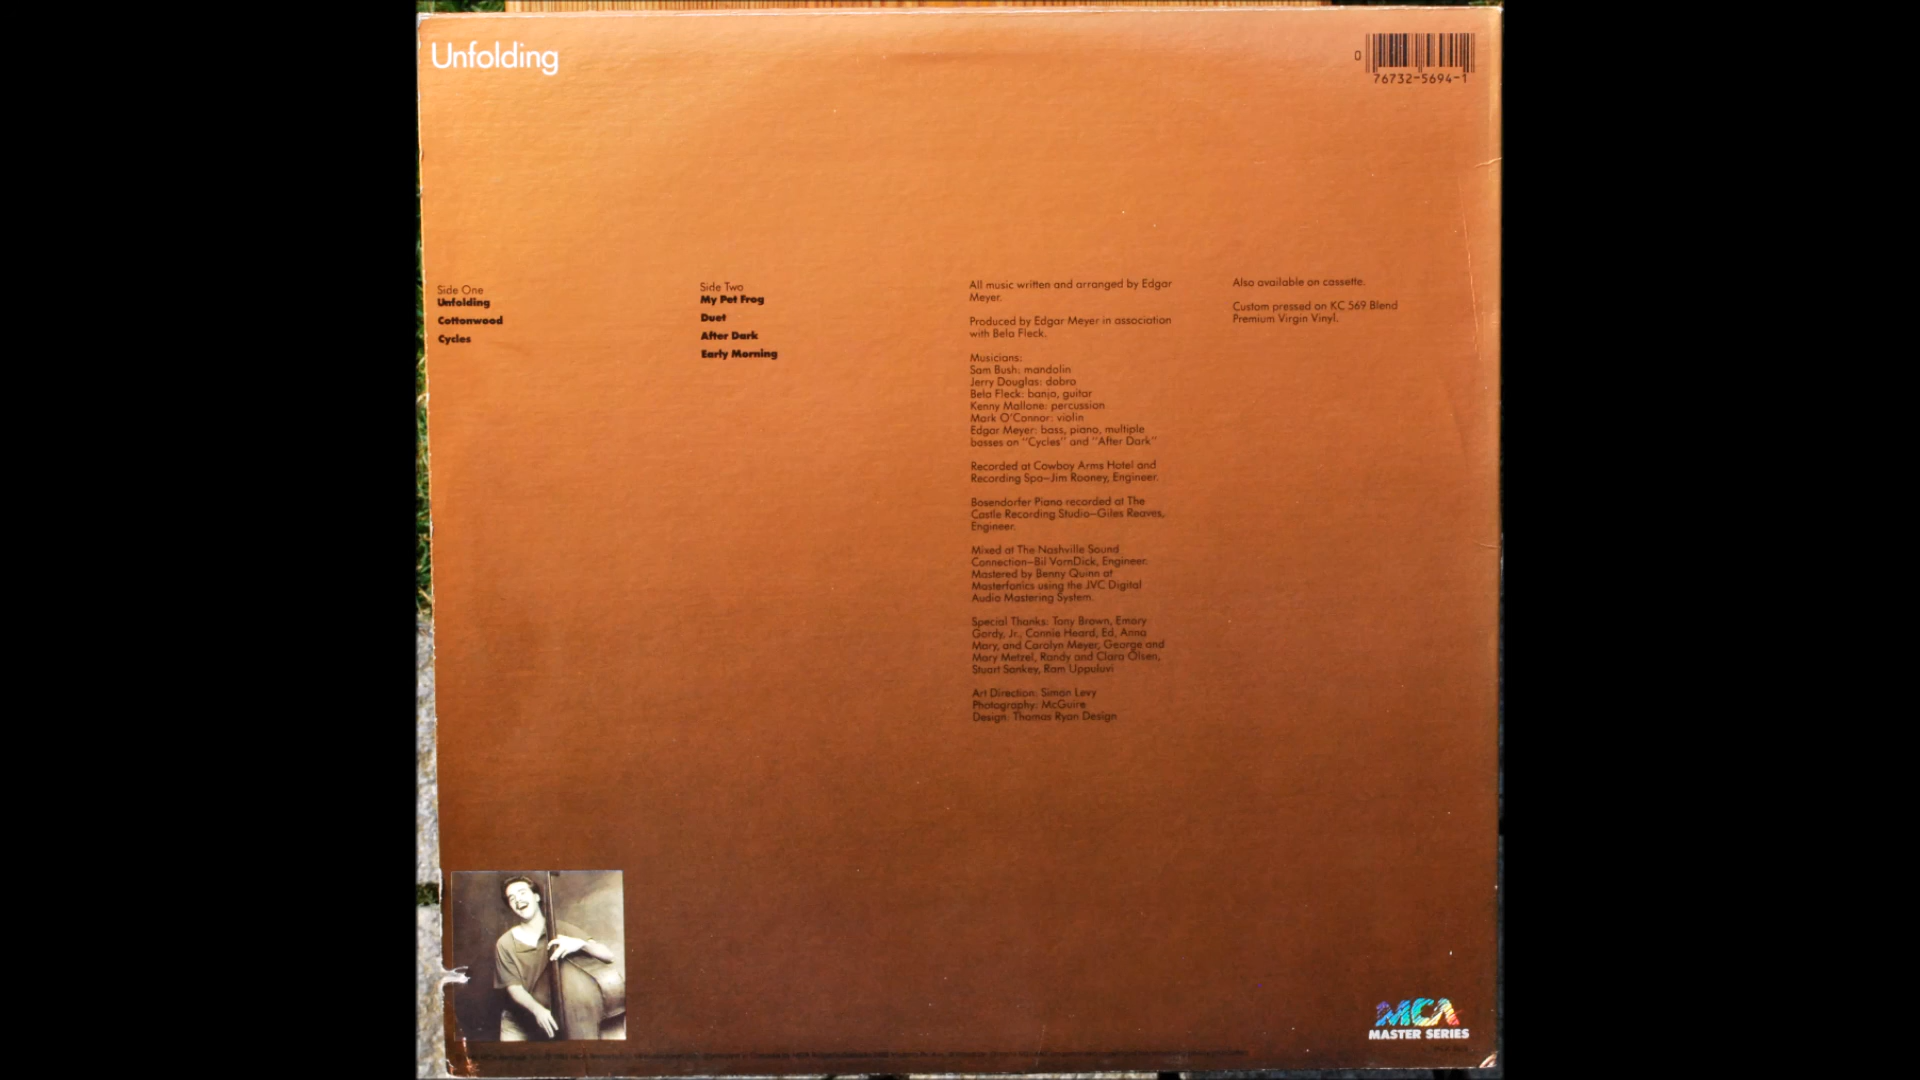 Unfolding
0
76732-5694-1
Side One
Unfolding
Cottonwood
Cycles
Side Two
My Pet Frog
Duet
After Dark
Early Morning
All music written and arranged by Edgar
Meyer.
Produced by Edgar Meyer in association
with Bela Fleck.
Musicians:
Sam Bush: mandolin
Jerry Douglas: dobro
Bela Fleck: banjo, guitar
Kenny Mallone: percussion
Mark O'Connor: violin
Edgar Meyer: bass, piano, multiple
basses on "Cycles" and "After Dark"
Recorded at Cowboy Arms Hotel and
Recording Spa—Jim Rooney, Engineer.
Bosendorfer Piano recorded at The
Castle Recording Studio—Giles Reaves,
Engineer.
Mixed at The Nashville Sound
Connection—Bil VornDick, Engineer.
Mastered by Benny Quinn at
Masterfonics using the JVC Digital
Audio Mastering System.
Special Thanks: Tony Brown, Emory
Gordy, Jr., Connie Heard, Ed, Anna
Mary, and Carolyn Meyer, George and
Mary Metzel, Randy and Clara Olsen,
Stuart Sankey, Ram Uppuluvi
Art Direction: Simon Levy
Photography: McGuire
Design: Thomas Ryan Design
Also available on cassette.
Custom pressed on KC 569 Blend
Premium Virgin Vinyl.
MCA
MASTER SERIES